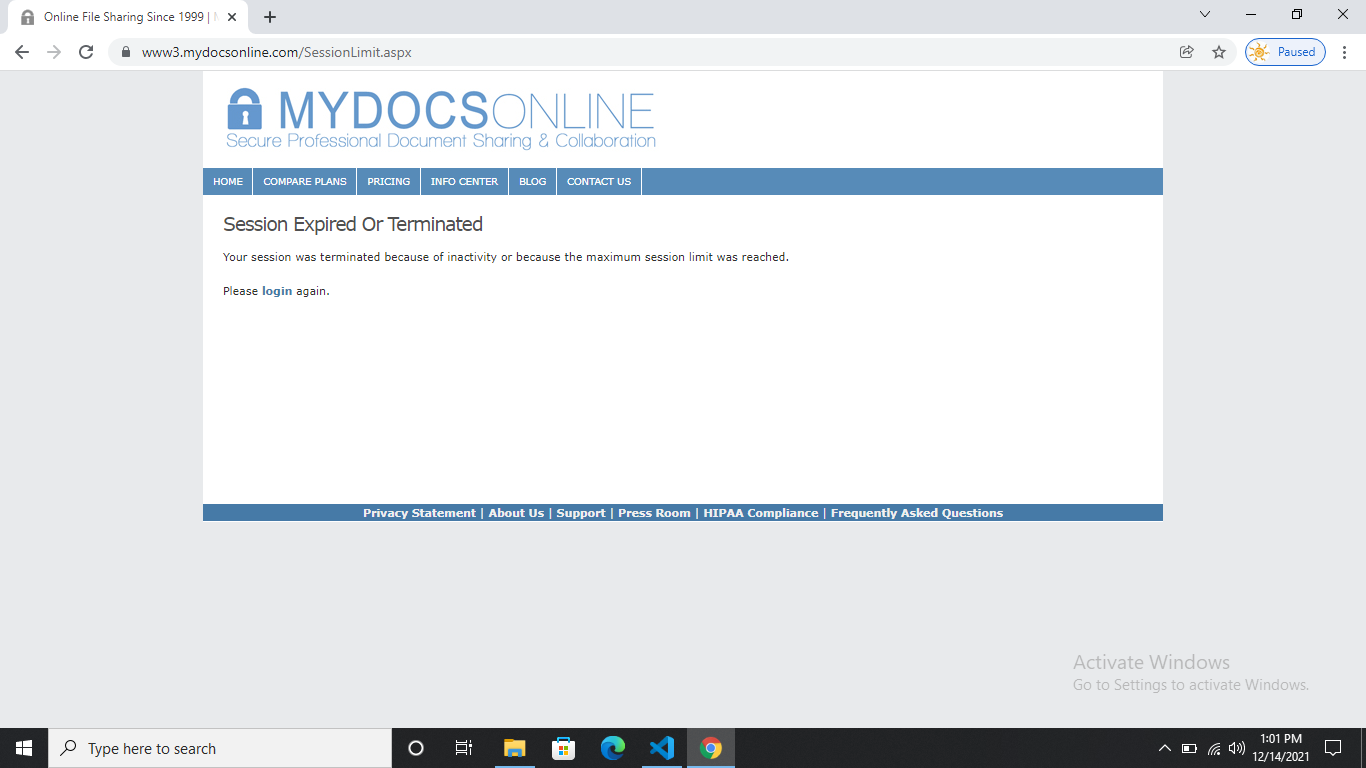 Online File Sharing Since 1999 |
www3.mydocsonline.com/SessionLimit.aspx
Paused
MYDOCSONLINE
Secure Professional Document Sharing & Collaboration
HOME COMPARE PLANS PRICING INFO CENTER BLOG CONTACT US
Session Expired Or Terminated
Your session was terminated because of inactivity or because the maximum session limit was reached.
Please login again.
Privacy Statement | About Us | Support | Press Room | HIPAA Compliance | Frequently Asked Questions
Activate Windows
Go to Settings to activate Windows.
Type here to search
1:01 PM
12/14/2021